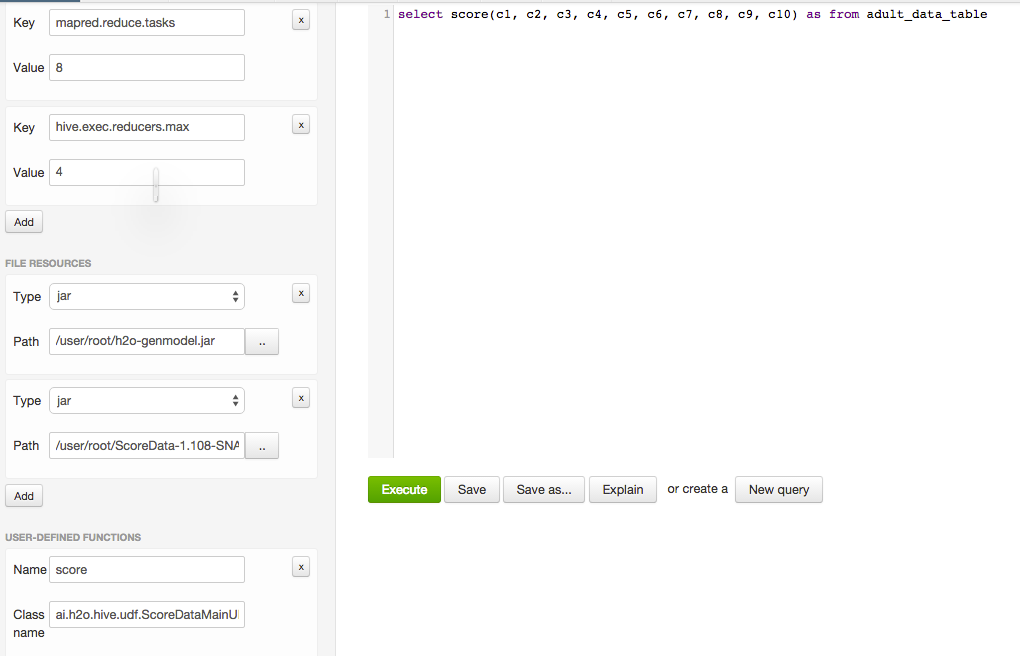 Key mapred.reduce.tasks x
Value 8
Key hive.exec.reducers.max x
Value 4
Add
FILE RESOURCES
Type jar x
Path /user/root/h2o-genmodel.jar ..
Type jar x
Path /user/root/ScoreData-1.108-SNA ..
Add
USER-DEFINED FUNCTIONS
Name score x
Class name ai.h2o.hive.udf.ScoreDataMainU
1 select score(c1, c2, c3, c4, c5, c6, c7, c8, c9, c10) as from adult_data_table
Execute Save Save as... Explain or create a New query